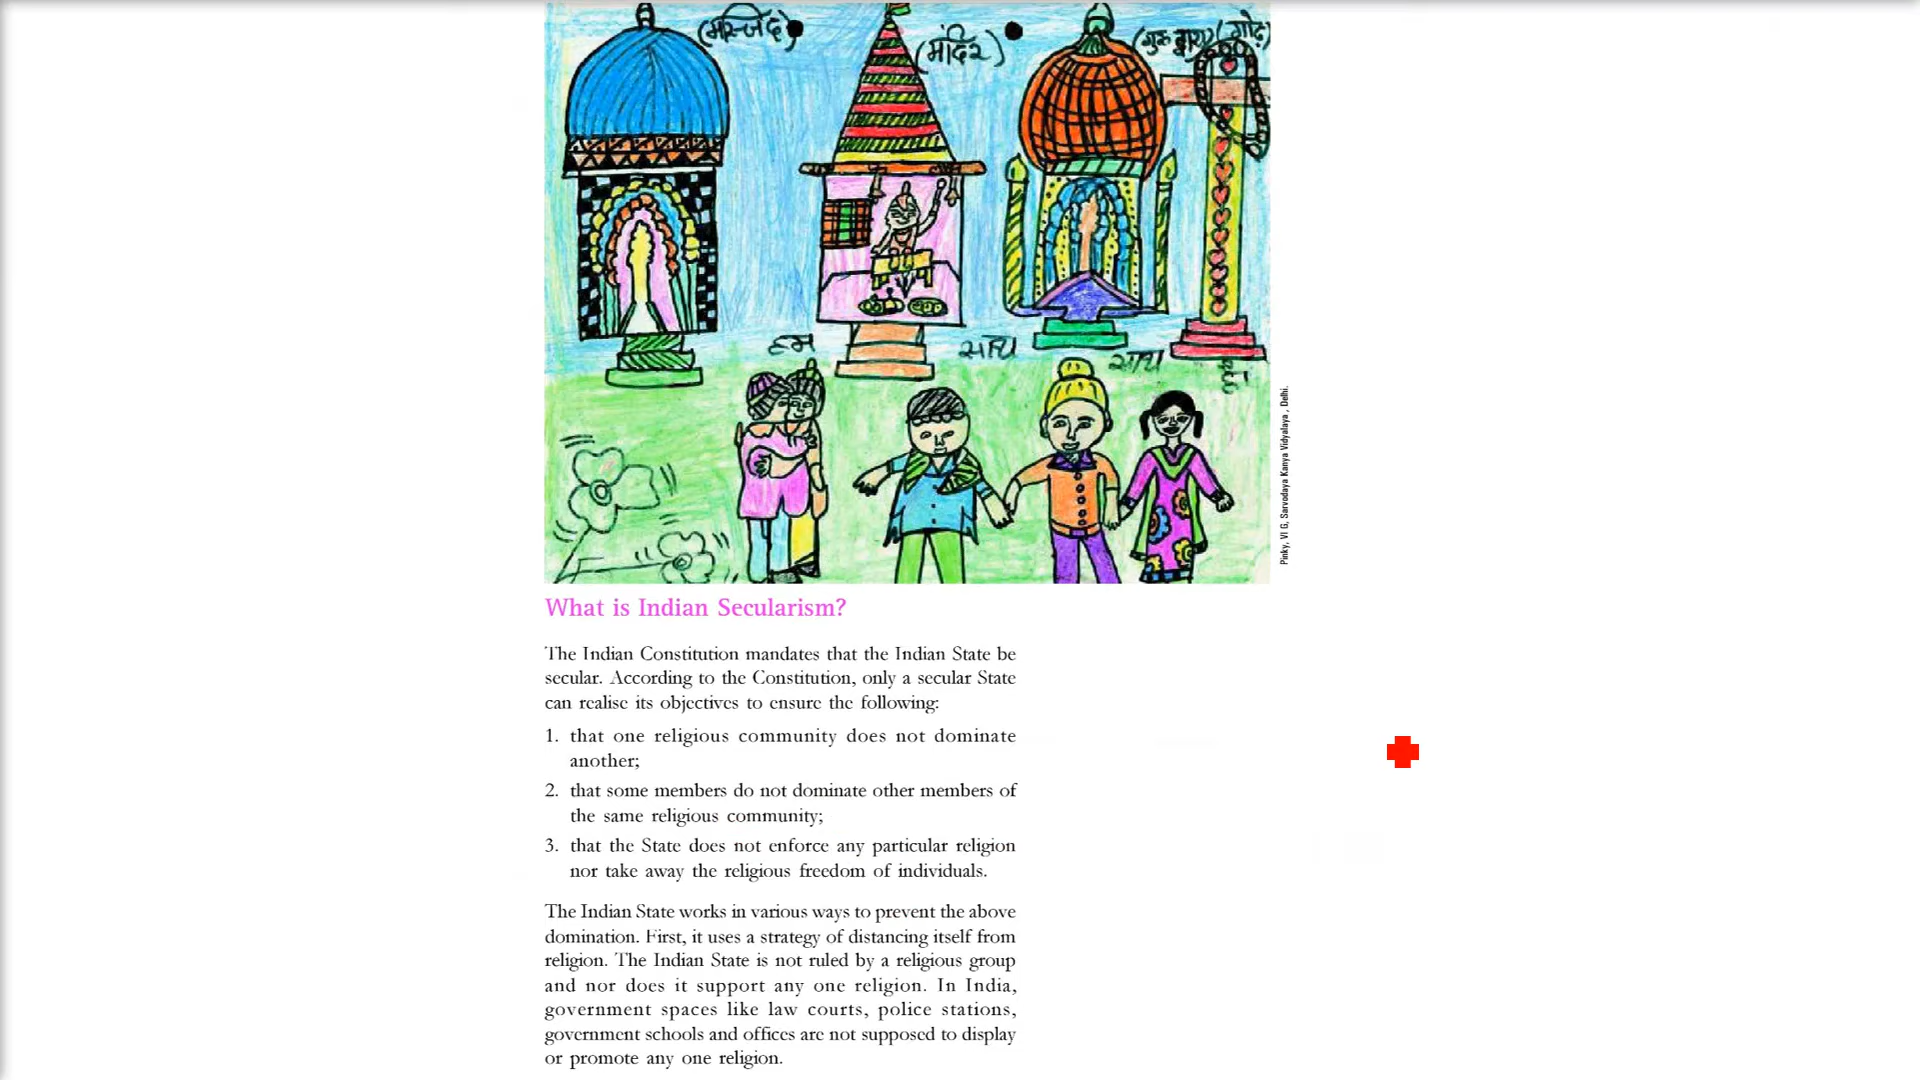 (मस्जिद)
(मंदिर)
(गुरुद्वारा)
हम
साथ
साथ
Pinky, VI G, Sarvodaya Kanya Vidyalaya, Delhi.
What is Indian Secularism?
The Indian Constitution mandates that the Indian State be
secular. According to the Constitution, only a secular State
can realise its objectives to ensure the following:
1. that one religious community does not dominate
another;
2. that some members do not dominate other members of
the same religious community;
3. that the State does not enforce any particular religion
nor take away the religious freedom of individuals.
The Indian State works in various ways to prevent the above
domination. First, it uses a strategy of distancing itself from
religion. The Indian State is not ruled by a religious group
and nor does it support any one religion. In India,
government spaces like law courts, police stations,
government schools and offices are not supposed to display
or promote any one religion.